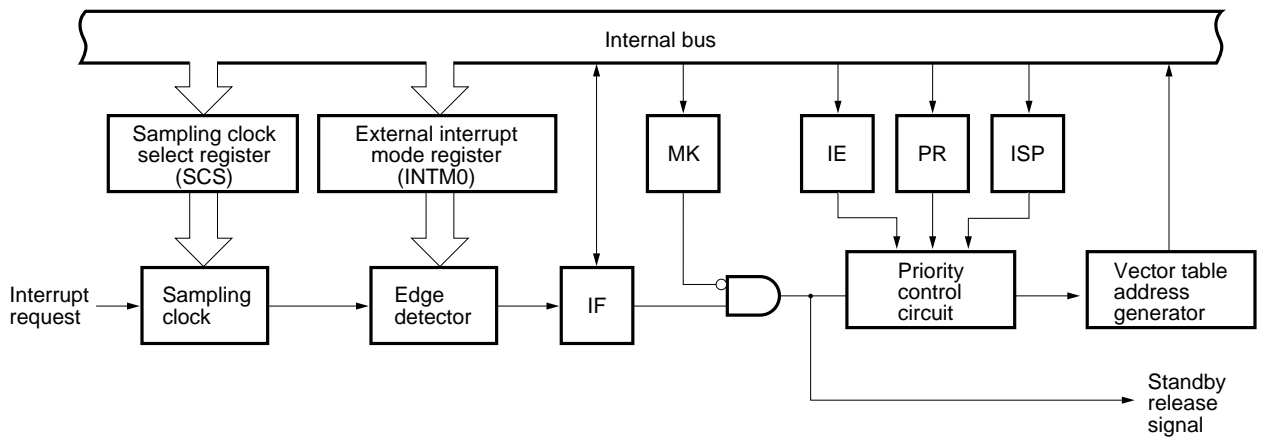 Internal bus
Sampling clock
select register
(SCS)
External interrupt
mode register
(INTM0)
MK
IE
PR
ISP
Interrupt
request
Sampling
clock
Edge
detector
IF
Priority
control
circuit
Vector table
address
generator
Standby
release
signal